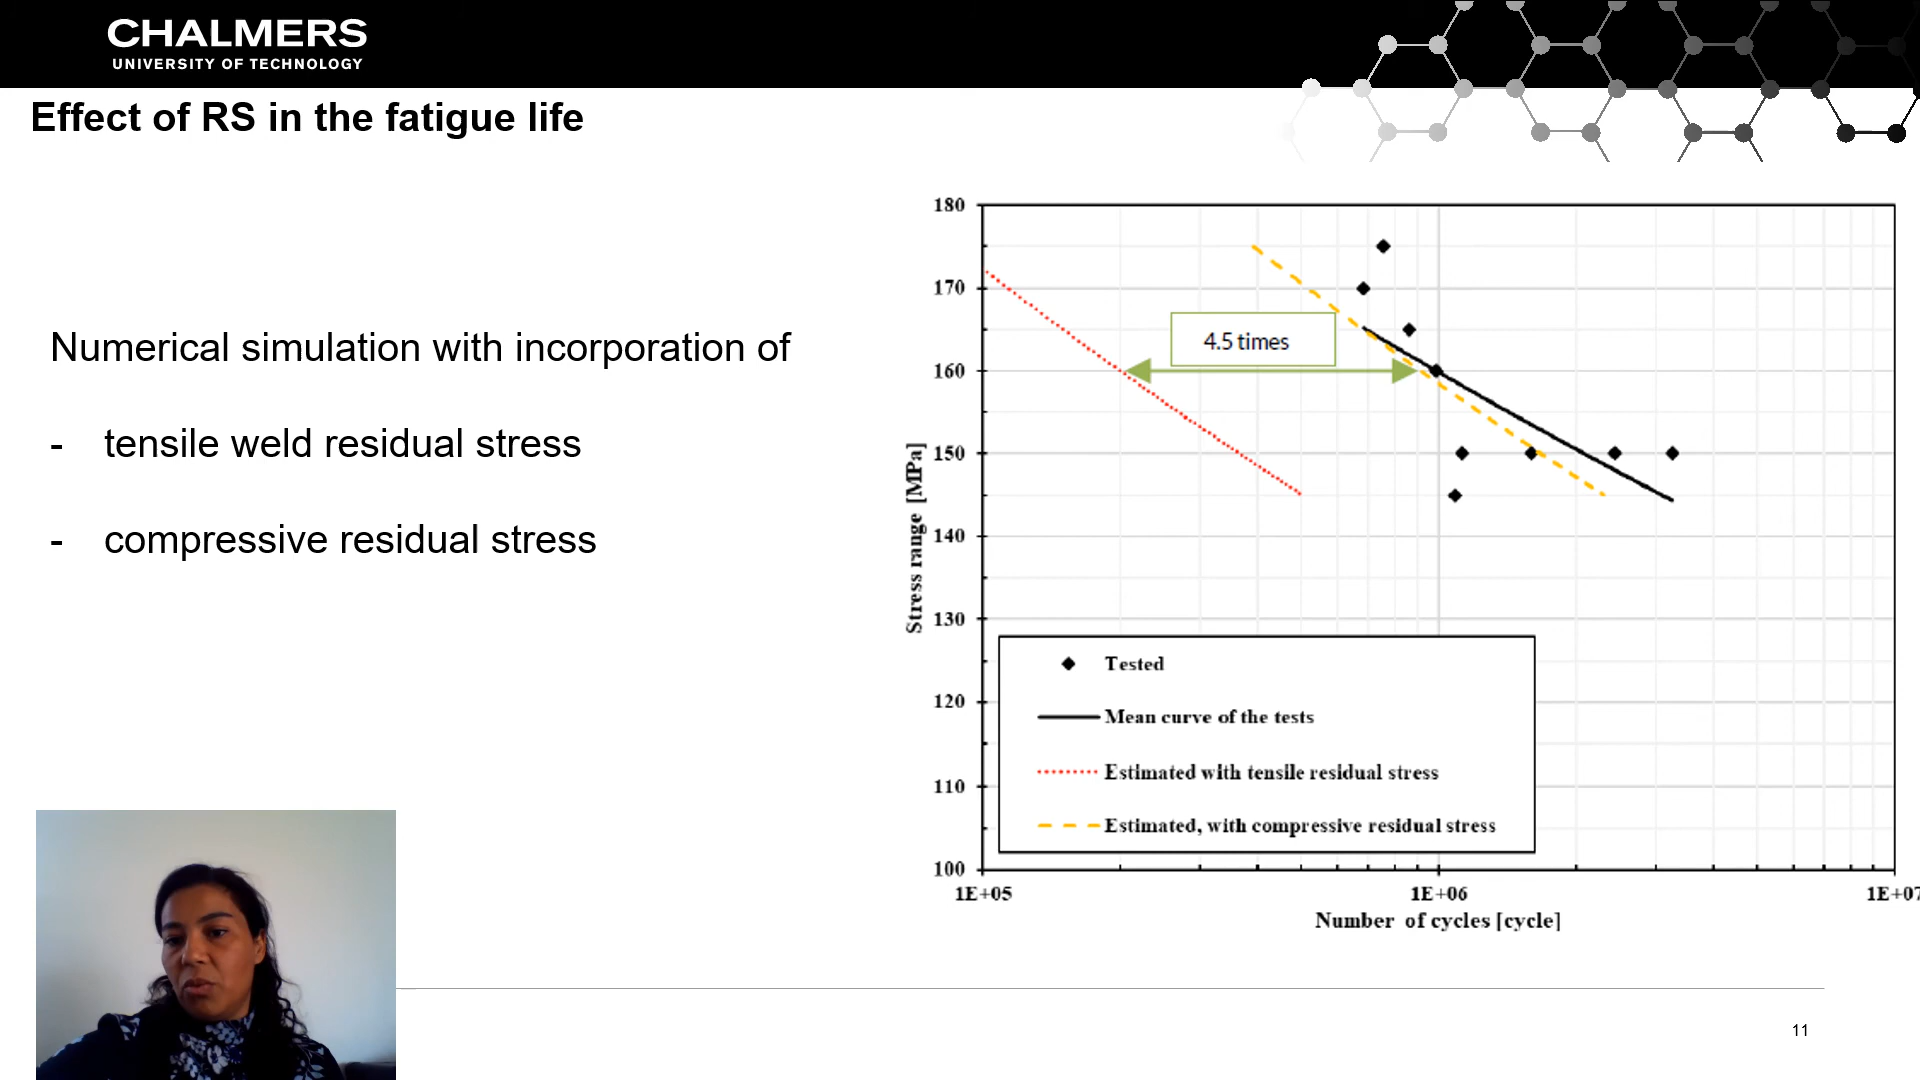 CHALMERS
UNIVERSITY OF TECHNOLOGY
Effect of RS in the fatigue life
Numerical simulation with incorporation of
- tensile weld residual stress
- compressive residual stress
180
170
160
150
140
130
120
110
100
Stress range [MPa]
4.5 times
Tested
Mean curve of the tests
Estimated with tensile residual stress
Estimated, with compressive residual stress
1E+05
1E+06
1E+07
Number of cycles [cycle]
11